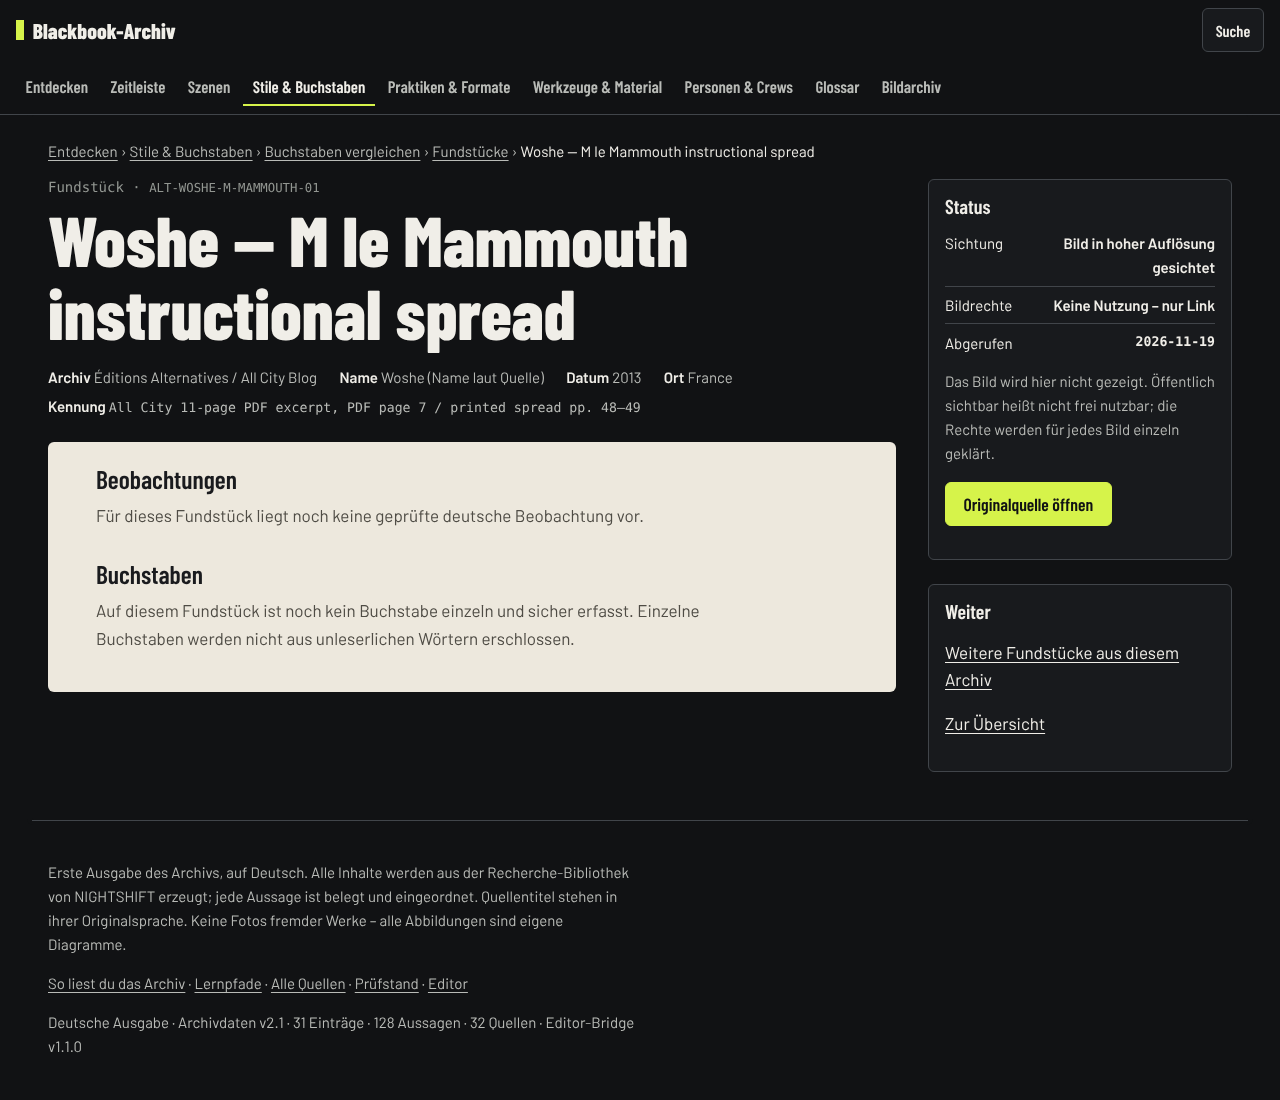 Blackbook-Archiv
Suche
Entdecken Zeitleiste Szenen Stile & Buchstaben Praktiken & Formate Werkzeuge & Material Personen & Crews Glossar Bildarchiv
Entdecken › Stile & Buchstaben › Buchstaben vergleichen › Fundstücke › Woshe — M le Mammouth instructional spread
Fundstück · ALT-WOSHE-M-MAMMOUTH-01
Woshe — M le Mammouth
instructional spread
Archiv Éditions Alternatives / All City Blog Name Woshe (Name laut Quelle) Datum 2013 Ort France
Kennung All City 11-page PDF excerpt, PDF page 7 / printed spread pp. 48–49
Beobachtungen
Für dieses Fundstück liegt noch keine geprüfte deutsche Beobachtung vor.
Buchstaben
Auf diesem Fundstück ist noch kein Buchstabe einzeln und sicher erfasst. Einzelne
Buchstaben werden nicht aus unleserlichen Wörtern erschlossen.
Status
Sichtung Bild in hoher Auflösung
gesichtet
Bildrechte Keine Nutzung – nur Link
Abgerufen 2026-11-19
Das Bild wird hier nicht gezeigt. Öffentlich
sichtbar heißt nicht frei nutzbar; die
Rechte werden für jedes Bild einzeln
geklärt.
Originalquelle öffnen
Weiter
Weitere Fundstücke aus diesem
Archiv
Zur Übersicht
Erste Ausgabe des Archivs, auf Deutsch. Alle Inhalte werden aus der Recherche-Bibliothek
von NIGHTSHIFT erzeugt; jede Aussage ist belegt und eingeordnet. Quellentitel stehen in
ihrer Originalsprache. Keine Fotos fremder Werke – alle Abbildungen sind eigene
Diagramme.
So liest du das Archiv · Lernpfade · Alle Quellen · Prüfstand · Editor
Deutsche Ausgabe · Archivdaten v2.1 · 31 Einträge · 128 Aussagen · 32 Quellen · Editor-Bridge
v1.1.0